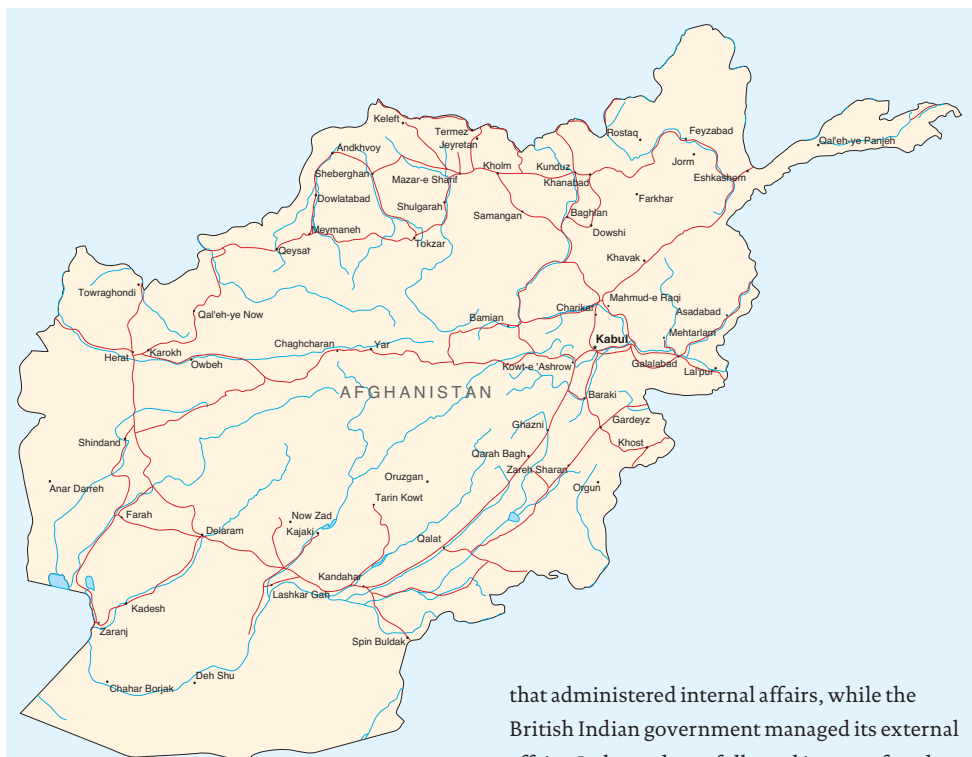 Keleft
Termez
Jeyretan
Rostaq
Feyzabad
Qal'eh-ye Panjeh
Andkhvoy
Sheberghan
Mazar-e Sharif
Kholm
Kunduz
Khanabad
Jorm
Eshkashem
Dowlatabad
Shulgarah
Samangan
Baghlan
Farkhar
Meymaneh
Dowshi
Qeysar
Tokzar
Khavak
Towraghondi
Qal'eh-ye Now
Bamian
Charikar
Mahmud-e Raqi
Asadabad
Mehtarlam
Herat
Karokh
Owbeh
Chaghcharan
Yar
Kabul
Kowt-e 'Ashrow
Galalabad
Lal'pur
AFGHANISTAN
Baraki
Shindand
Ghazni
Gardeyz
Khost
Qarah Bagh
Zareh Sharan
Anar Darreh
Oruzgan
Orgun
Tarin Kowt
Farah
Now Zad
Delaram
Kajaki
Qalat
Kandahar
Lashkar Gah
Kadesh
Zaranj
Spin Buldak
Chahar Borjak
Deh Shu
that administered internal affairs, while the
British Indian government managed its external